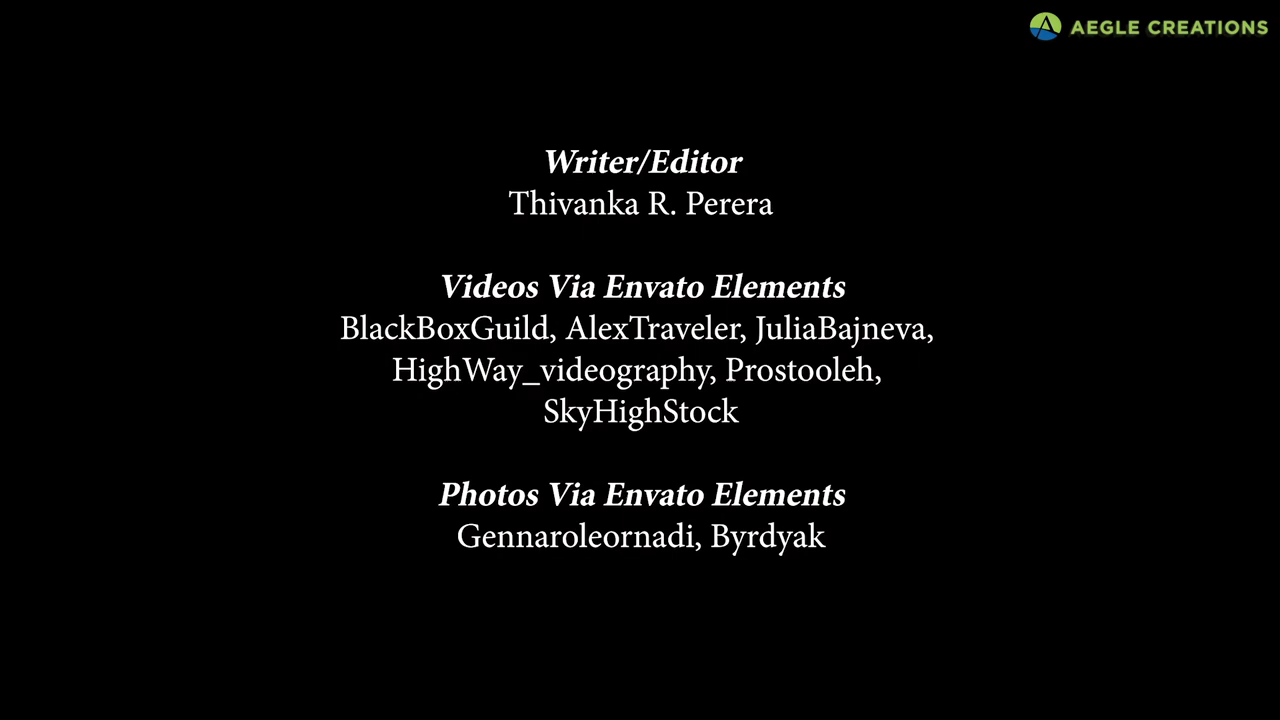 AEGLE CREATIONS
Writer/Editor
Thivanka R. Perera
Videos Via Envato Elements
BlackBoxGuild, AlexTraveler, JuliaBajneva,
HighWay_videography, Prostooleh,
SkyHighStock
Photos Via Envato Elements
Gennaroleornadi, Byrdyak